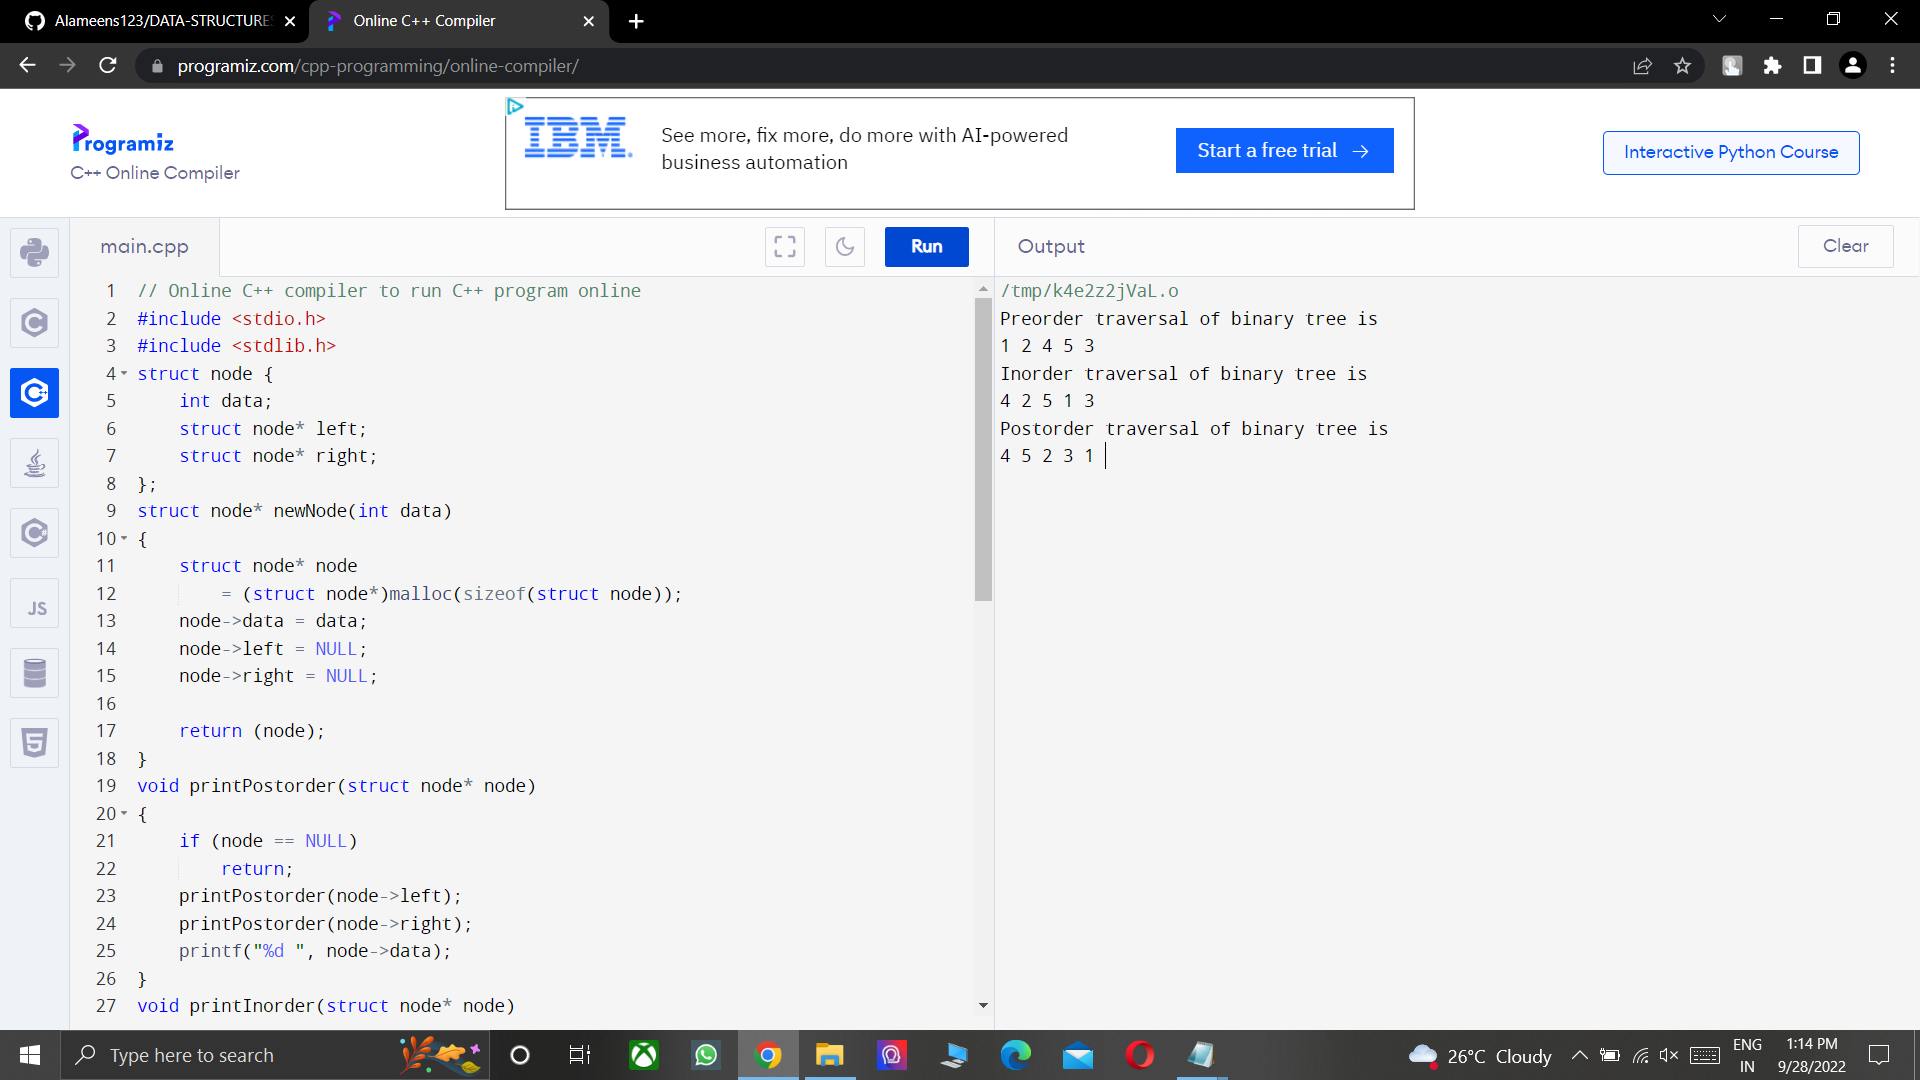 Alameens123/DATA-STRUCTURES
Online C++ Compiler
programiz.com/cpp-programming/online-compiler/
Programiz
C++ Online Compiler
IBM.
See more, fix more, do more with AI-powered
business automation
Start a free trial →
Interactive Python Course
main.cpp
Run
Output
Clear
1 // Online C++ compiler to run C++ program online
2 #include <stdio.h>
3 #include <stdlib.h>
4 struct node {
5 int data;
6 struct node* left;
7 struct node* right;
8 };
9 struct node* newNode(int data)
10 {
11 struct node* node
12 = (struct node*)malloc(sizeof(struct node));
13 node->data = data;
14 node->left = NULL;
15 node->right = NULL;
16
17 return (node);
18 }
19 void printPostorder(struct node* node)
20 {
21 if (node == NULL)
22 return;
23 printPostorder(node->left);
24 printPostorder(node->right);
25 printf("%d ", node->data);
26 }
27 void printInorder(struct node* node)
/tmp/k4e2z2jVaL.o
Preorder traversal of binary tree is
1 2 4 5 3
Inorder traversal of binary tree is
4 2 5 1 3
Postorder traversal of binary tree is
4 5 2 3 1
JS
Type here to search
26°C Cloudy
ENG
IN
1:14 PM
9/28/2022